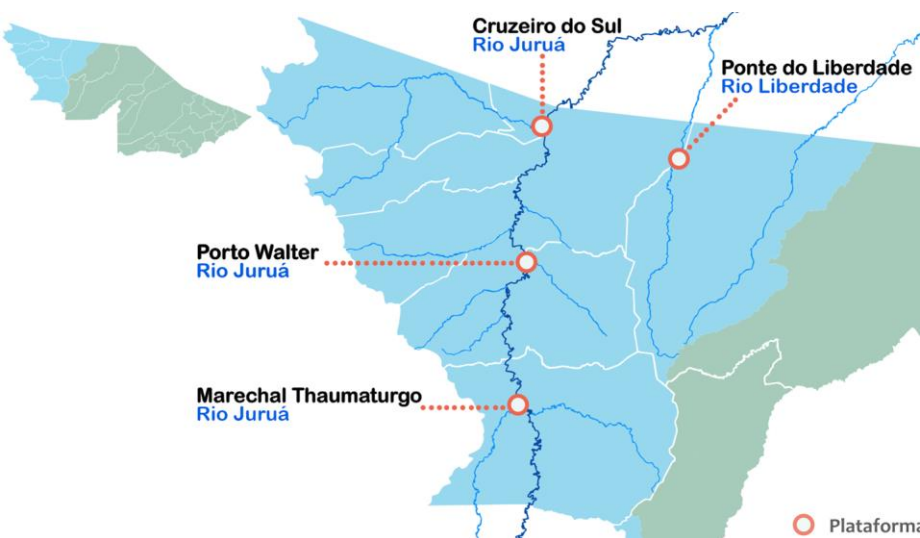 Cruzeiro do Sul
Rio Juruá
Ponte do Liberdade
Rio Liberdade
Porto Walter
Rio Juruá
Marechal Thaumaturgo
Rio Juruá
Plataforma